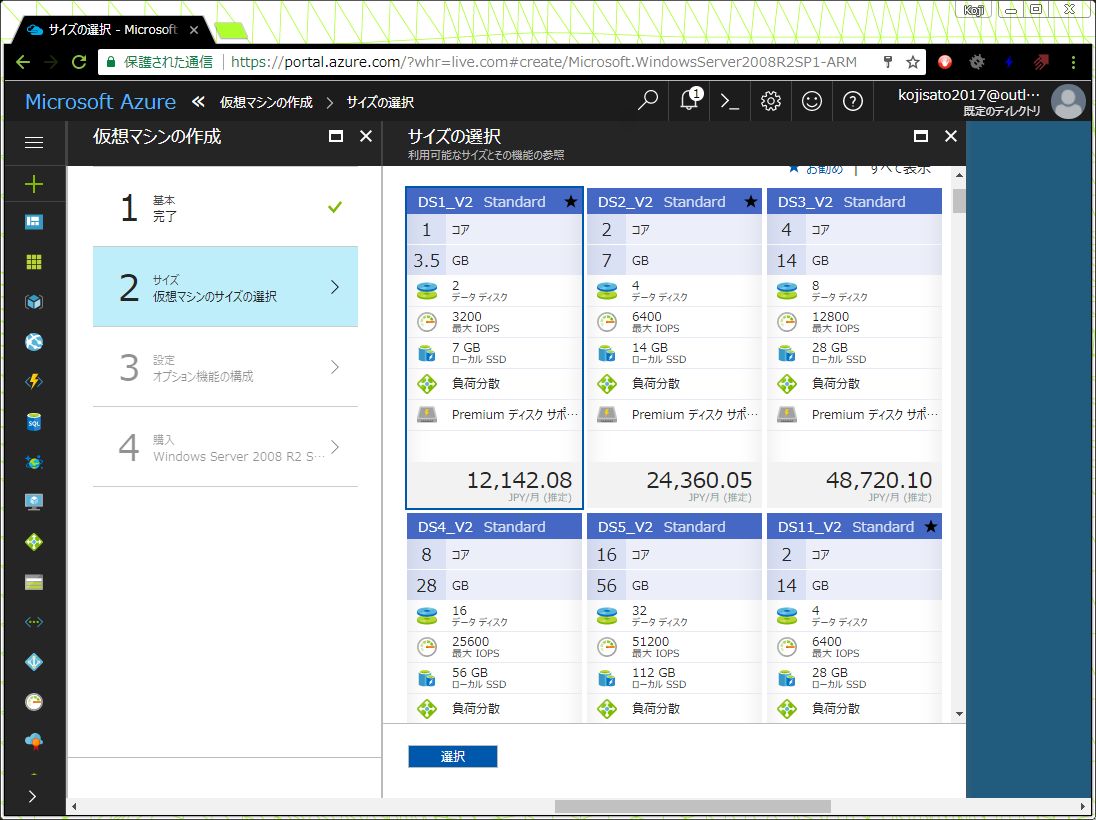 Koji
サイズの選択 - Microsoft
保護された通信
https://portal.azure.com/?whr=live.com#create/Microsoft.WindowsServer2008R2SP1-ARM
Microsoft Azure
仮想マシンの作成
サイズの選択
1
kojisato2017@outl…
既定のディレクトリ
仮想マシンの作成
1
基本
完了
2
サイズ
仮想マシンのサイズの選択
3
設定
オプション機能の構成
4
購入
Windows Server 2008 R2 S…
サイズの選択
利用可能なサイズとその機能の参照
★ お勧め | すべて表示
DS1_V2 Standard ★
1 コア
3.5 GB
2
データ ディスク
3200
最大 IOPS
7 GB
ローカル SSD
負荷分散
Premium ディスク サポ…
12,142.08
JPY/月 (推定)
DS2_V2 Standard ★
2 コア
7 GB
4
データ ディスク
6400
最大 IOPS
14 GB
ローカル SSD
負荷分散
Premium ディスク サポ…
24,360.05
JPY/月 (推定)
DS3_V2 Standard
4 コア
14 GB
8
データ ディスク
12800
最大 IOPS
28 GB
ローカル SSD
負荷分散
Premium ディスク サポ…
48,720.10
JPY/月 (推定)
DS4_V2 Standard
8 コア
28 GB
16
データ ディスク
25600
最大 IOPS
56 GB
ローカル SSD
負荷分散
DS5_V2 Standard
16 コア
56 GB
32
データ ディスク
51200
最大 IOPS
112 GB
ローカル SSD
負荷分散
DS11_V2 Standard ★
2 コア
14 GB
4
データ ディスク
6400
最大 IOPS
28 GB
ローカル SSD
負荷分散
選択
SQL